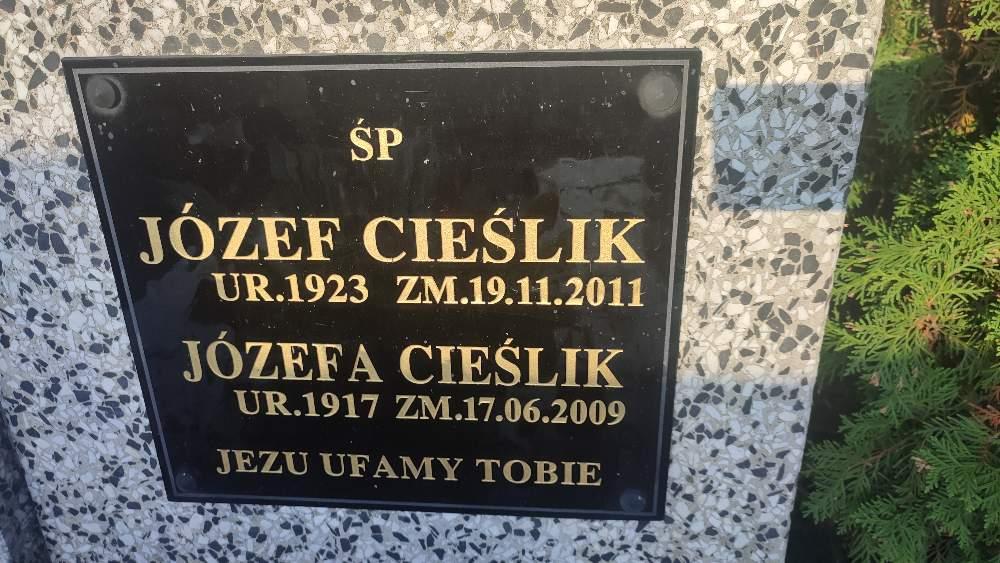 ŚP
JÓZEF CIEŚLIK
UR.1923 ZM.19.11.2011
JÓZEFA CIEŚLIK
UR.1917 ZM.17.06.2009
JEZU UFAMY TOBIE